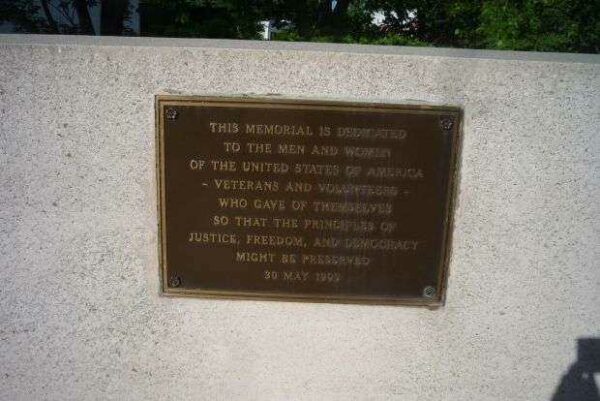 THIS MEMORIAL IS DEDICATED
TO THE MEN AND WOMEN
OF THE UNITED STATES OF AMERICA
- VETERANS AND VOLUNTEERS -
WHO GAVE OF THEMSELVES
SO THAT THE PRINCIPLES OF
JUSTICE, FREEDOM, AND DEMOCRACY
MIGHT BE PRESERVED
30 MAY